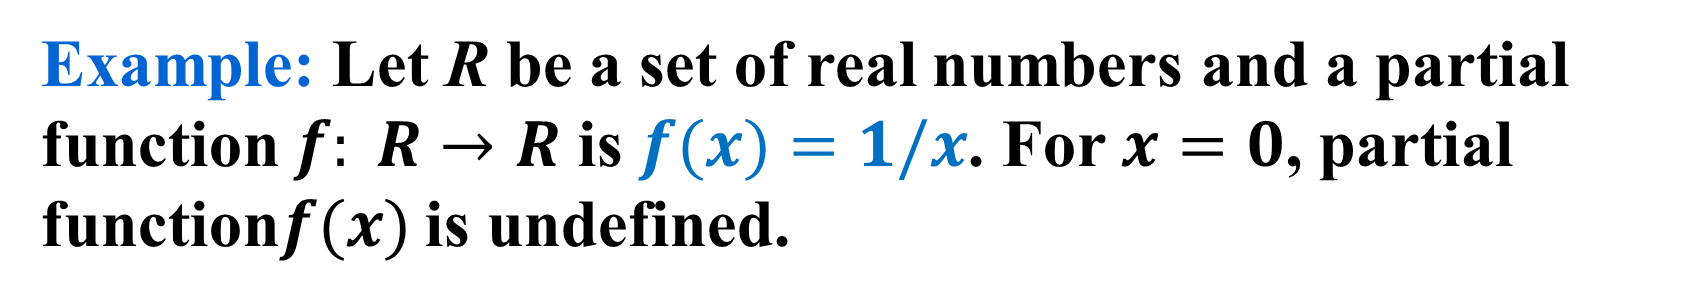 Example: Let R be a set of real numbers and a partial
function f: R → R is f(x) = 1/x. For x = 0, partial
functionf(x) is undefined.